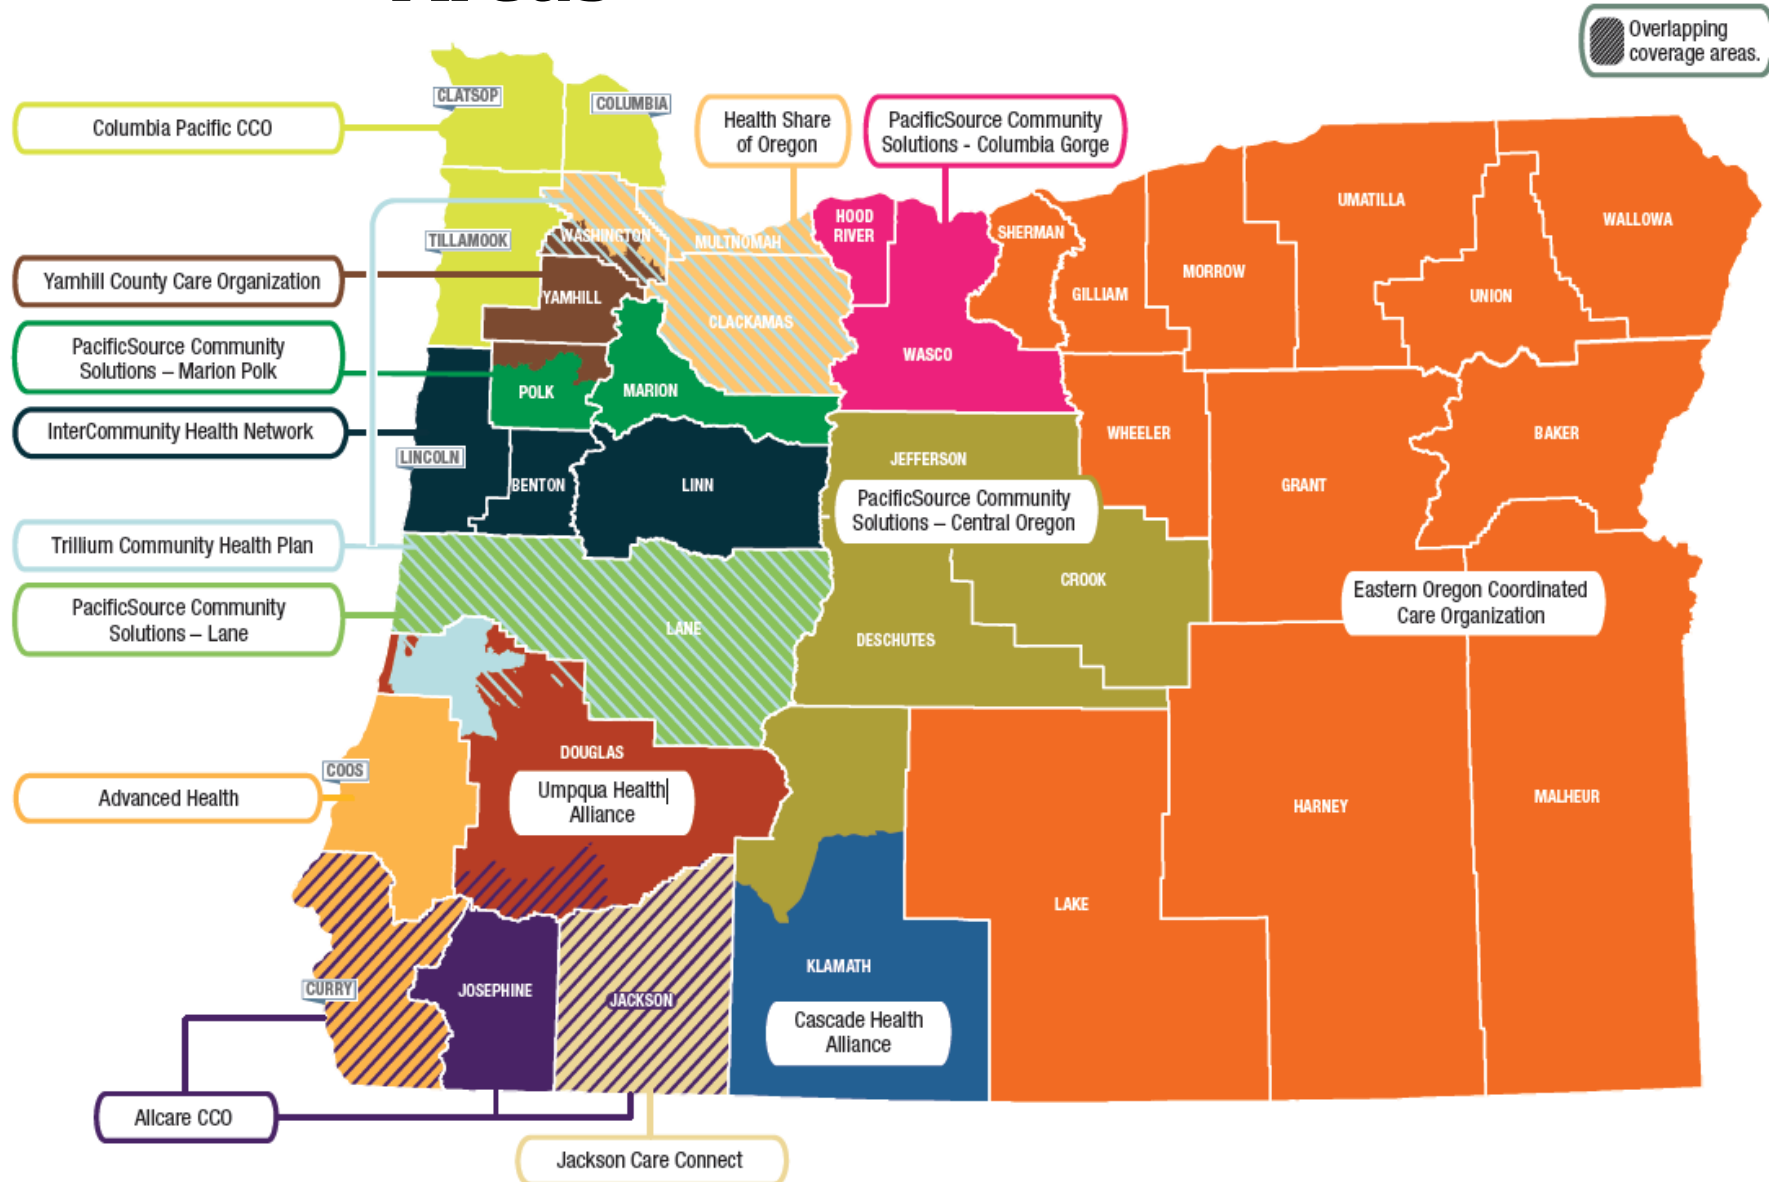 Areas
Overlapping
coverage areas.
CLATSOP
COLUMBIA
Columbia Pacific CCO
Health Share
of Oregon
PacificSource Community
Solutions - Columbia Gorge
TILLAMOOK
WASHINGTON
MULTNOMAH
HOOD
RIVER
SHERMAN
UMATILLA
WALLOWA
Yamhill County Care Organization
YAMHILL
CLACKAMAS
GILLIAM
MORROW
UNION
PacificSource Community
Solutions – Marion Polk
POLK
MARION
WASCO
InterCommunity Health Network
LINCOLN
BENTON
LINN
JEFFERSON
WHEELER
GRANT
BAKER
PacificSource Community
Solutions – Central Oregon
Trillium Community Health Plan
CROOK
Eastern Oregon Coordinated
Care Organization
PacificSource Community
Solutions – Lane
LANE
DESCHUTES
DOUGLAS
Umpqua Health
Alliance
COOS
Advanced Health
HARNEY
MALHEUR
LAKE
CURRY
JOSEPHINE
JACKSON
KLAMATH
Cascade Health
Alliance
Allcare CCO
Jackson Care Connect